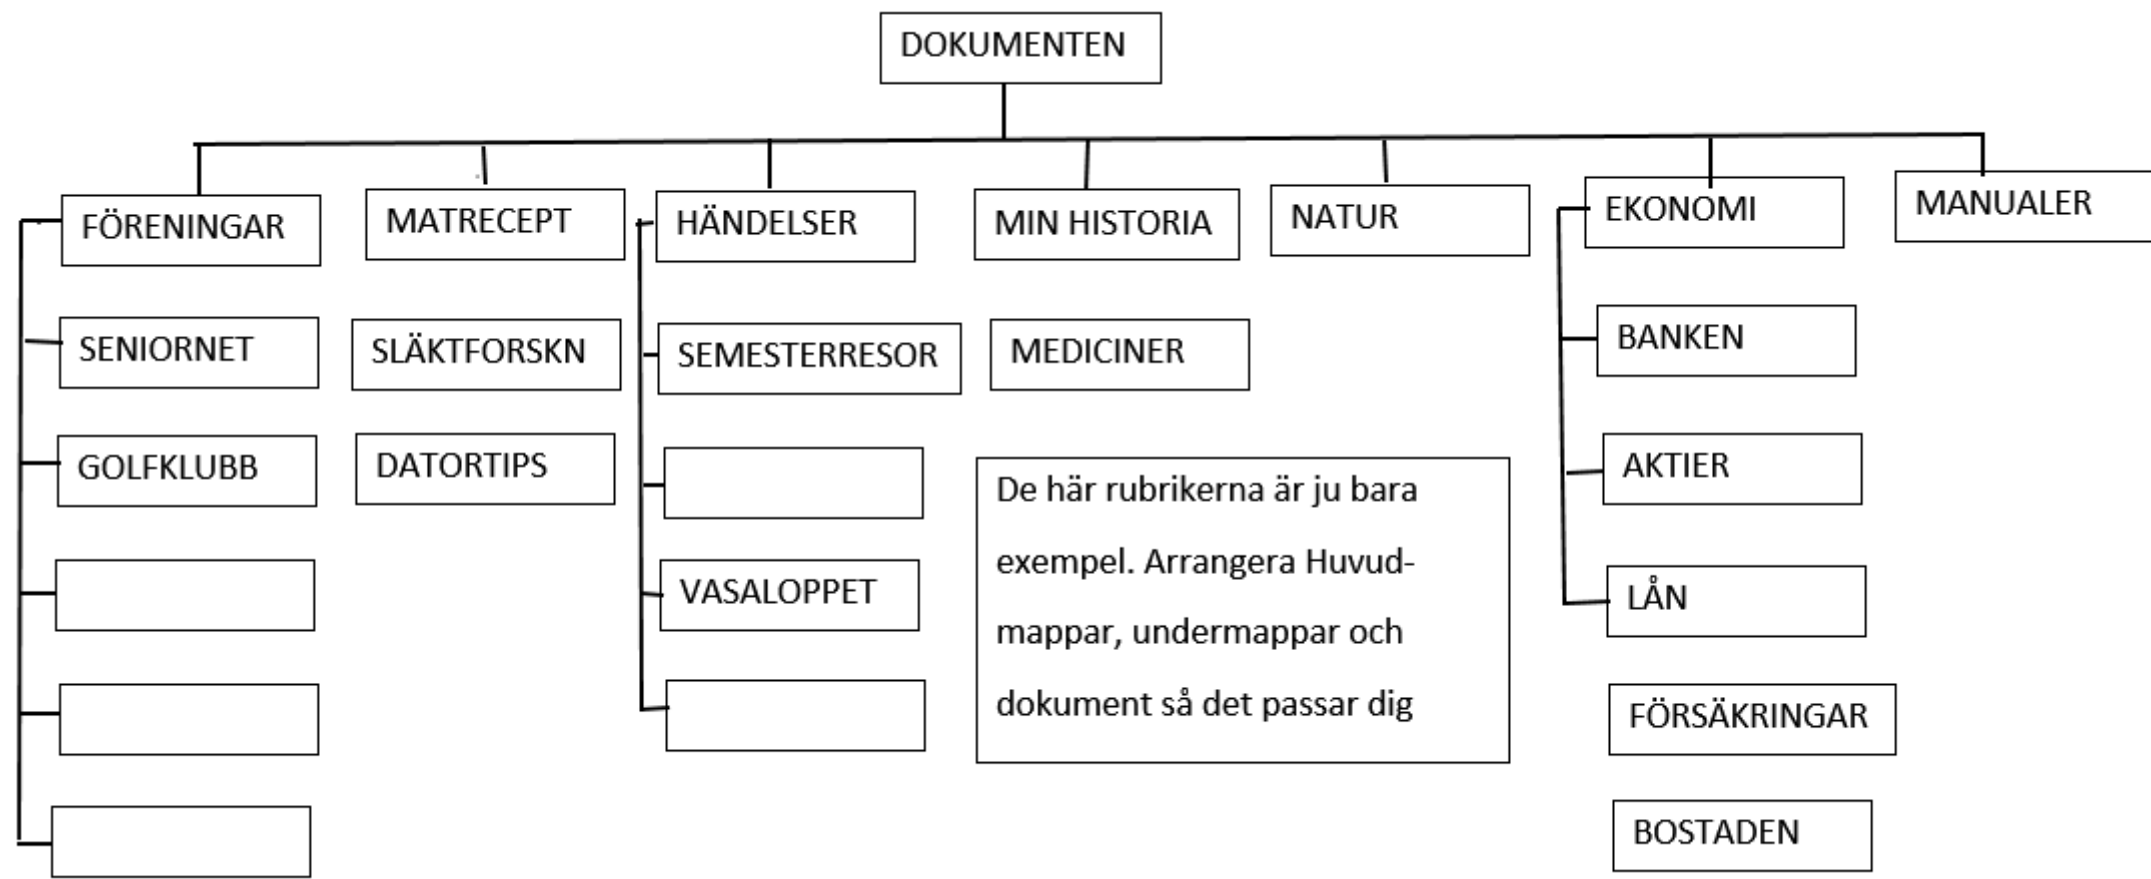 DOKUMENTEN
FÖRENINGAR
MATRECEPT
HÄNDELSER
MIN HISTORIA
NATUR
EKONOMI
MANUALER
SENIORNET
SLÄKTFORSKN
SEMESTERRESOR
MEDICINER
BANKEN
GOLFKLUBB
DATORTIPS
De här rubrikerna är ju bara
exempel. Arrangera Huvud-
mappar, undermappar och
dokument så det passar dig
AKTIER
VASALOPPET
LÅN
FÖRSÄKRINGAR
BOSTADEN